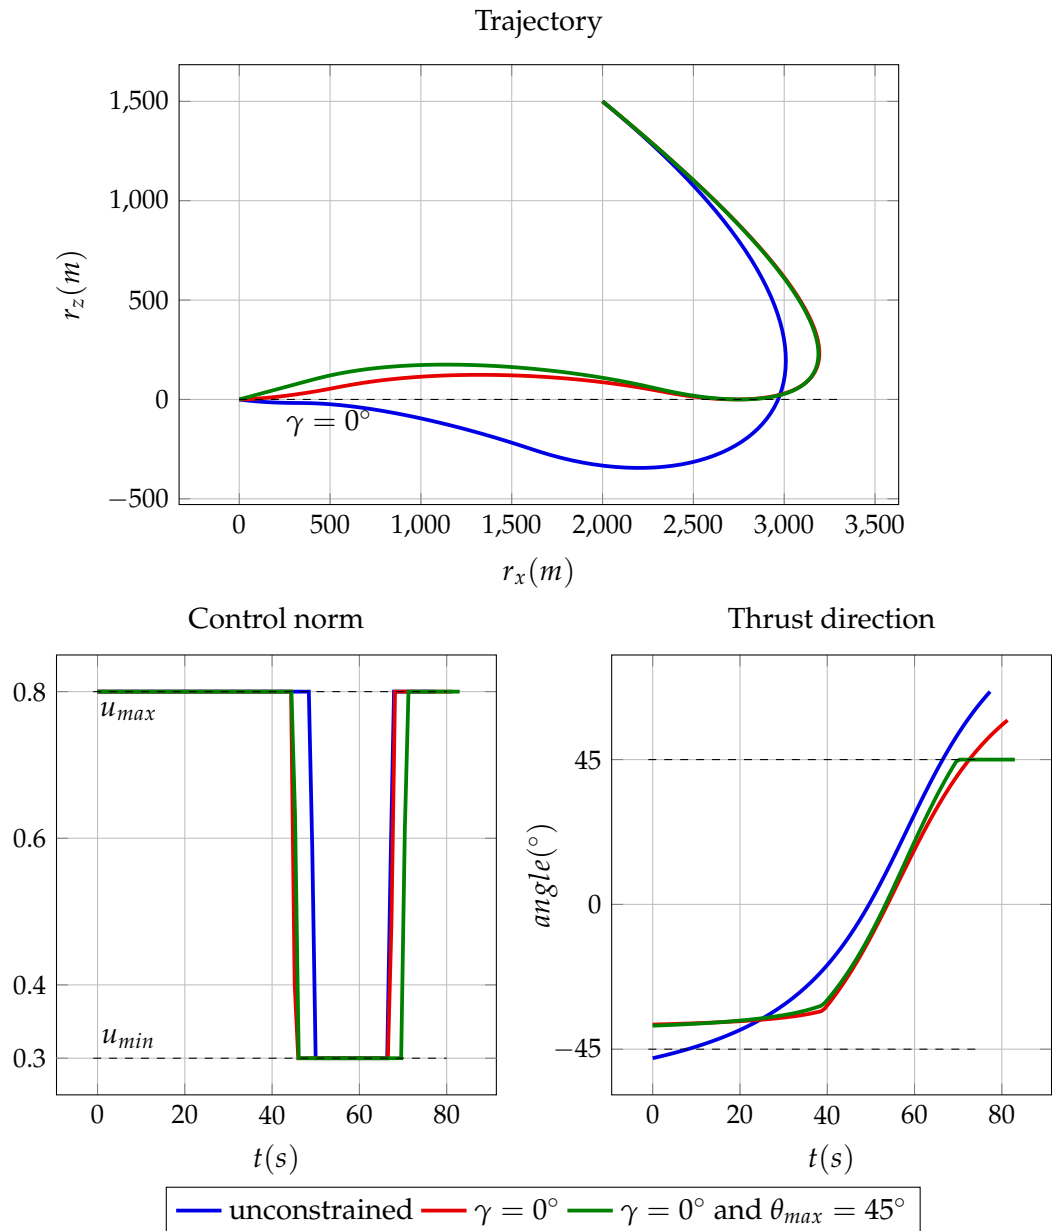 Trajectory
1,500
1,000
500
0
−500
r_z(m)
γ = 0°
0 500 1,000 1,500 2,000 2,500 3,000 3,500
r_x(m)
Control norm Thrust direction
0.8
u_max
0.6
0.4
u_min
0.3
0 20 40 60 80
t(s)
45
0
−45
angle(°)
0 20 40 60 80
t(s)
unconstrained γ = 0° γ = 0° and θ_max = 45°